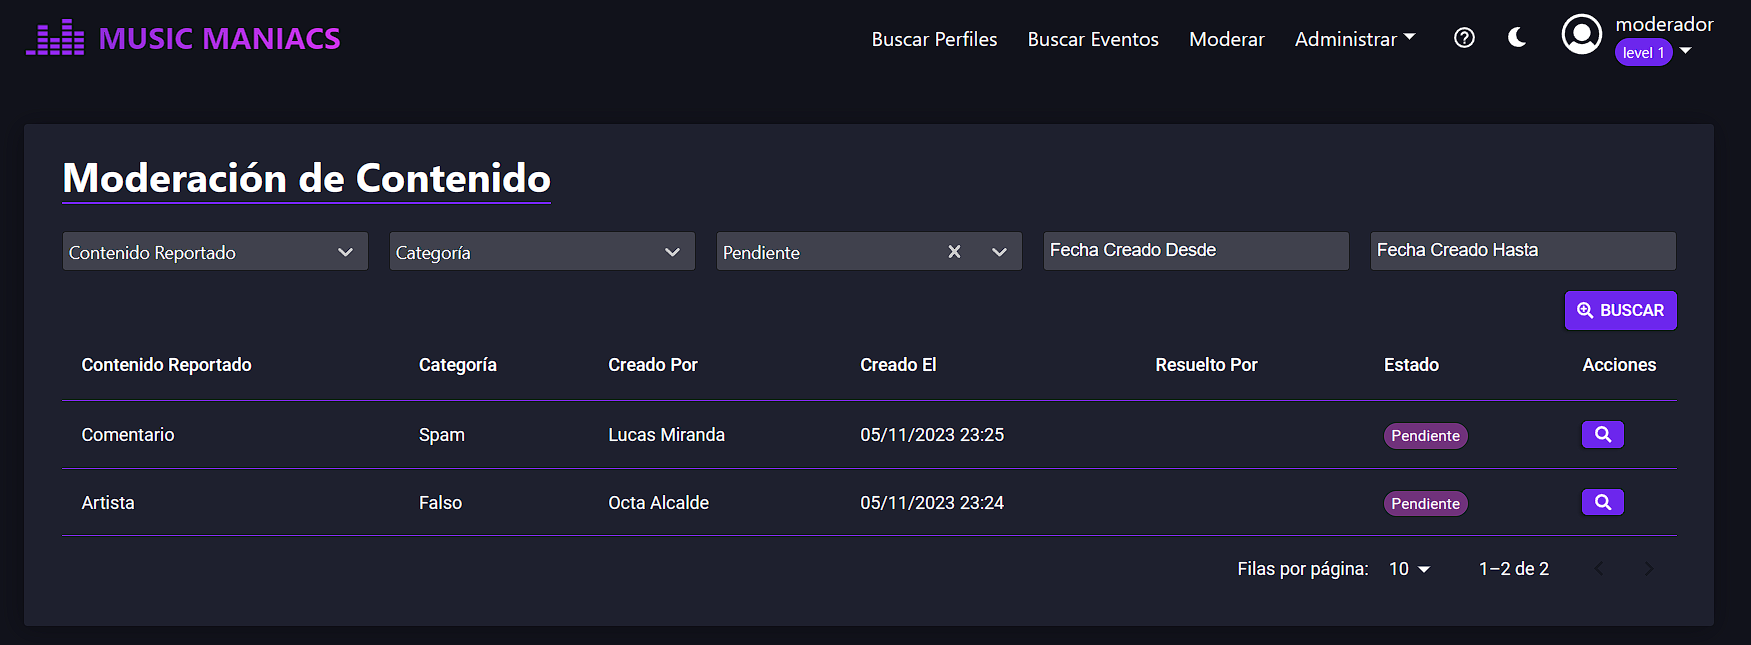 MUSIC MANIACS
Buscar Perfiles Buscar Eventos Moderar Administrar moderador
level 1
Moderación de Contenido
Contenido Reportado Categoría Pendiente Fecha Creado Desde Fecha Creado Hasta
BUSCAR
Contenido Reportado Categoría Creado Por Creado El Resuelto Por Estado Acciones
Comentario Spam Lucas Miranda 05/11/2023 23:25 Pendiente
Artista Falso Octa Alcalde 05/11/2023 23:24 Pendiente
Filas por página: 10 1–2 de 2